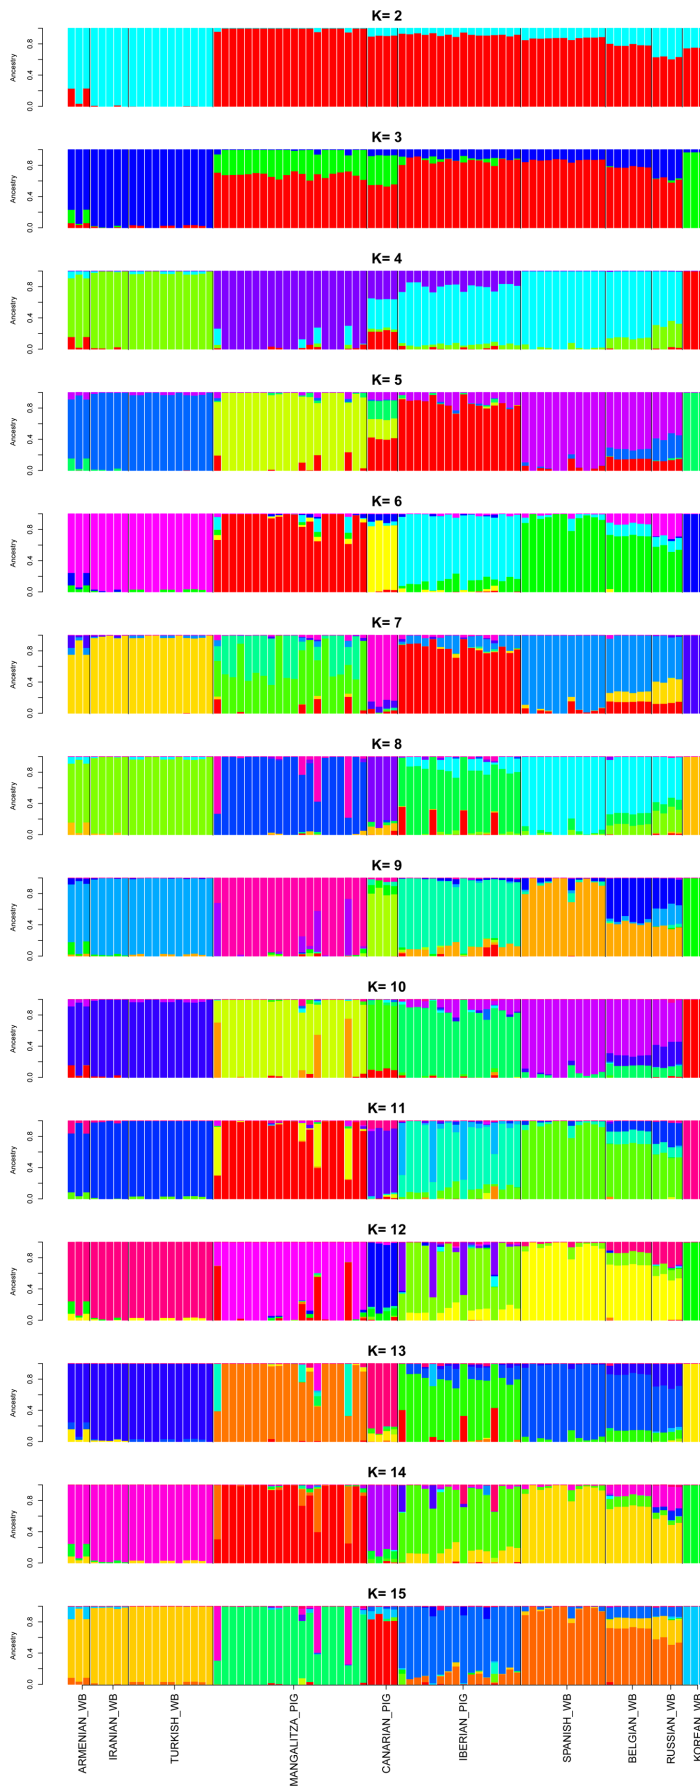 K= 2
Ancestry
0.0 0.4 0.8
K= 3
Ancestry
0.0 0.4 0.8
K= 4
Ancestry
0.0 0.4 0.8
K= 5
Ancestry
0.0 0.4 0.8
K= 6
Ancestry
0.0 0.4 0.8
K= 7
Ancestry
0.0 0.4 0.8
K= 8
Ancestry
0.0 0.4 0.8
K= 9
Ancestry
0.0 0.4 0.8
K= 10
Ancestry
0.0 0.4 0.8
K= 11
Ancestry
0.0 0.4 0.8
K= 12
Ancestry
0.0 0.4 0.8
K= 13
Ancestry
0.0 0.4 0.8
K= 14
Ancestry
0.0 0.4 0.8
K= 15
Ancestry
0.0 0.4 0.8
ARMENIAN_WB
IRANIAN_WB
TURKISH_WB
MANGALITZA_PIG
CANARIAN_PIG
IBERIAN_PIG
SPANISH_WB
BELGIAN_WB
RUSSIAN_WB
KOREAN_WB